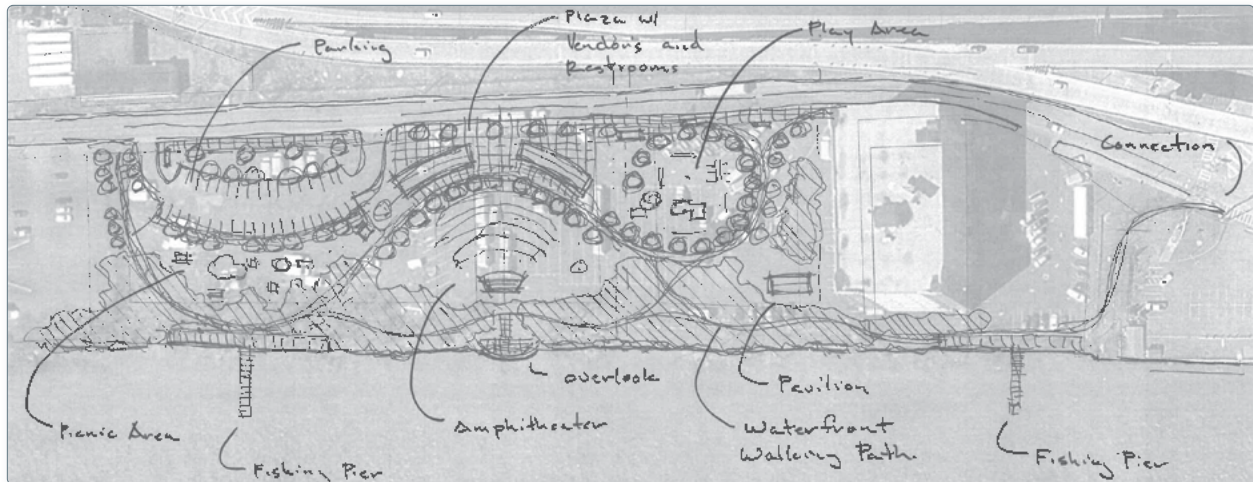 Parking
Plaza w/
Vendors and
Restrooms
Play Area
Connection
Overlook
Pavilion
Picnic Area
Amphitheater
Waterfront
Walking Path.
Fishing Pier
Fishing Pier